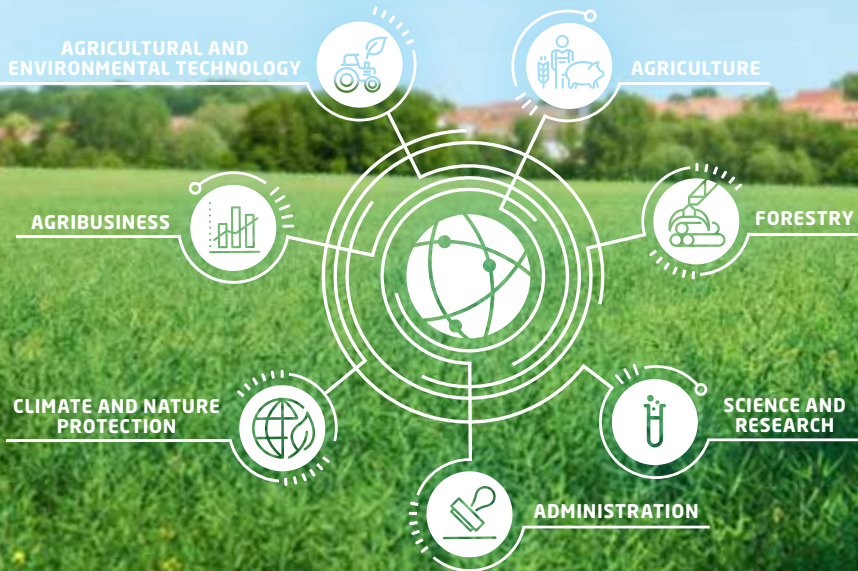 AGRICULTURAL AND
ENVIRONMENTAL TECHNOLOGY
AGRICULTURE
AGRIBUSINESS
FORESTRY
CLIMATE AND NATURE
PROTECTION
SCIENCE AND
RESEARCH
ADMINISTRATION